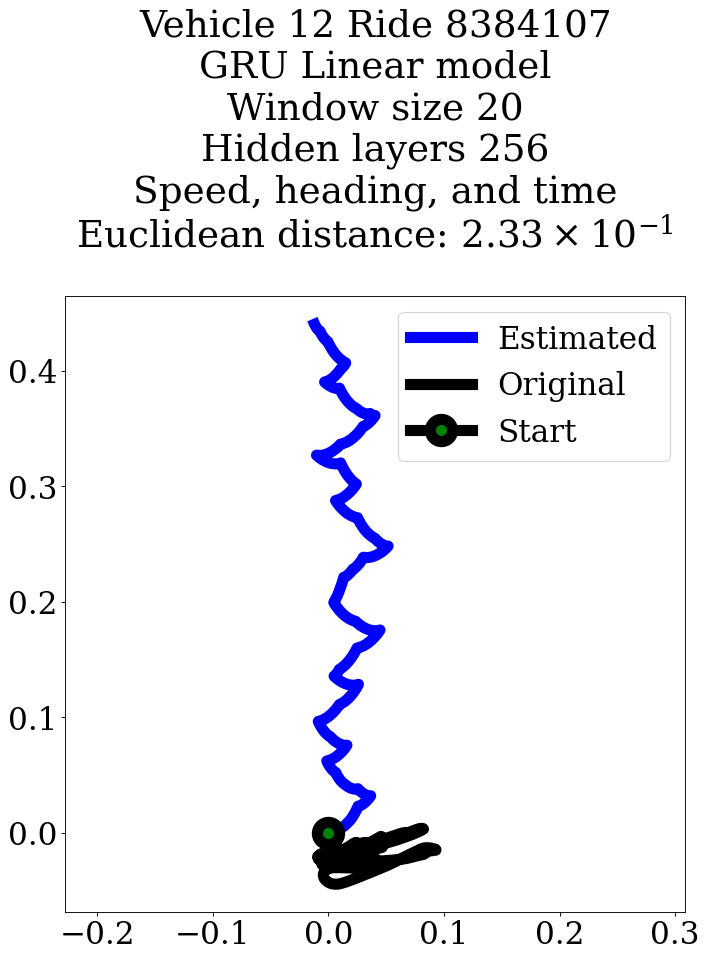 Vehicle 12 Ride 8384107
GRU Linear model
Window size 20
Hidden layers 256
Speed, heading, and time
Euclidean distance: 2.33 × 10⁻¹
Estimated
Original
Start
0.4
0.3
0.2
0.1
0.0
−0.2 −0.1 0.0 0.1 0.2 0.3